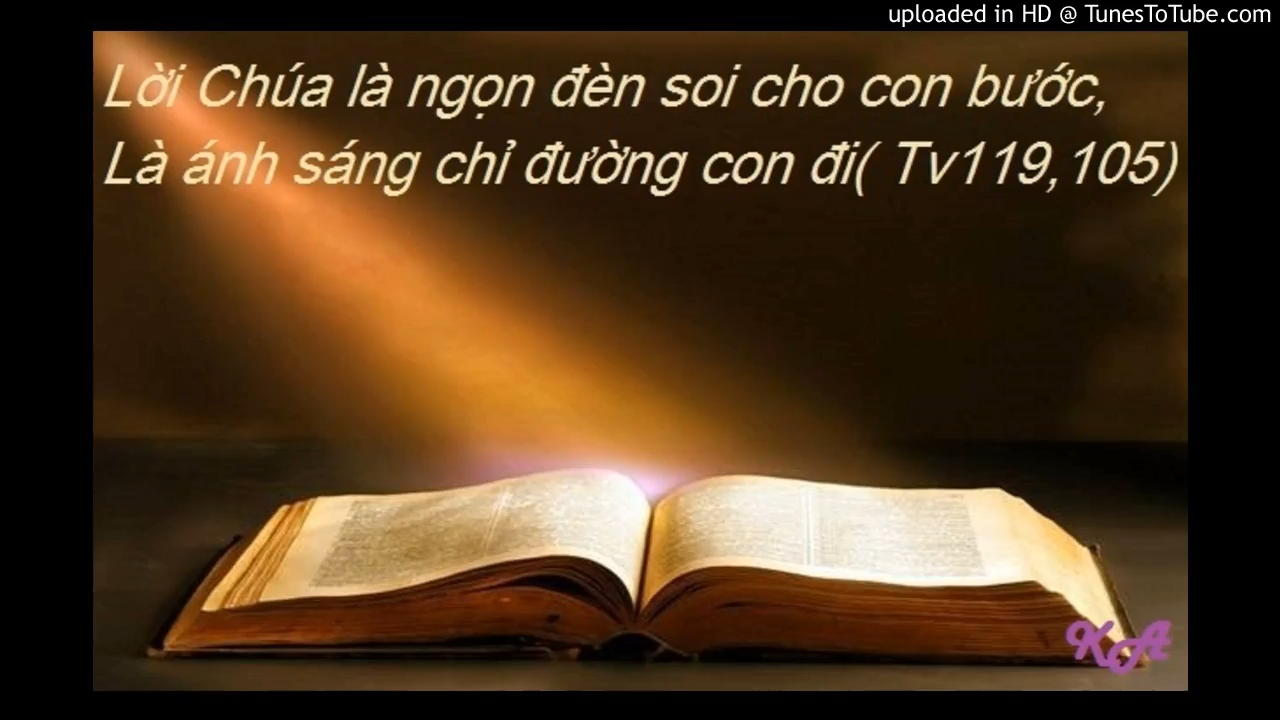 uploaded in HD @ TunesToTube.com
Lời Chúa là ngọn đèn soi cho con bước,
Là ánh sáng chỉ đường con đi( Tv119,105)
KA